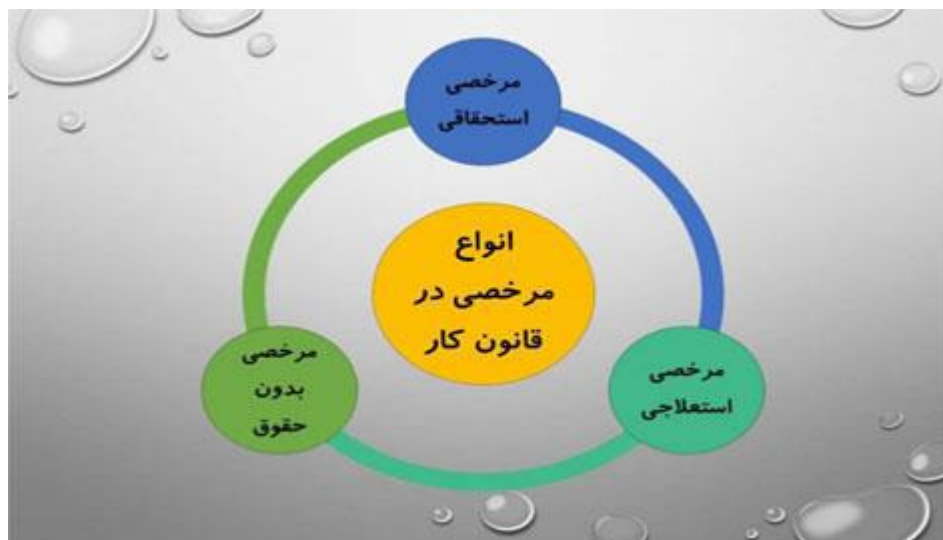 مرخصی
استحقاقی
انواع
مرخصی در
قانون کار
مرخصی
استعلاجی
مرخصی
بدون
حقوق